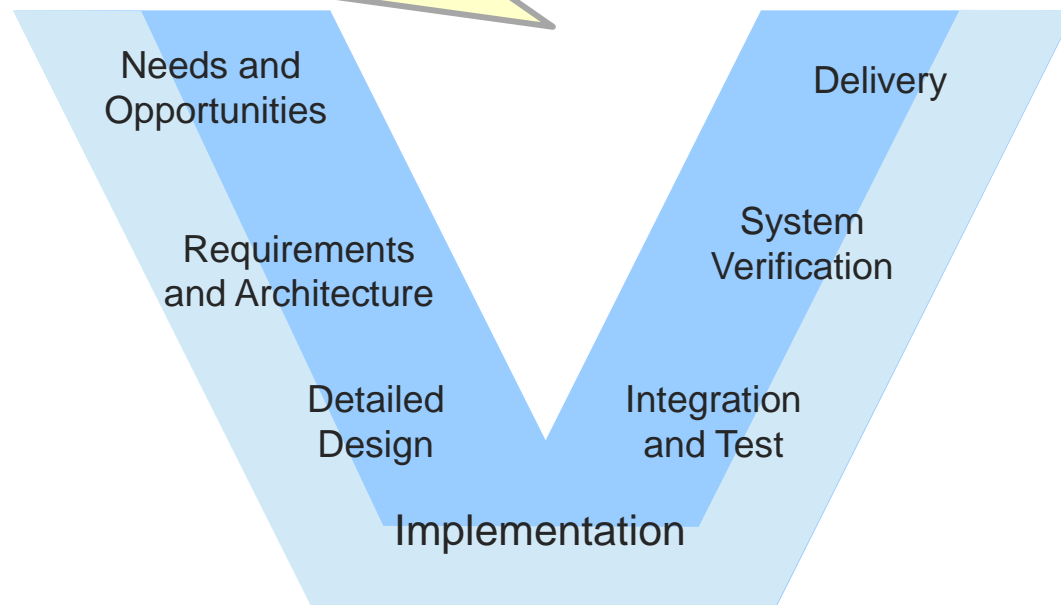 Needs and
Opportunities
Delivery
Requirements
and Architecture
System
Verification
Detailed
Design
Integration
and Test
Implementation